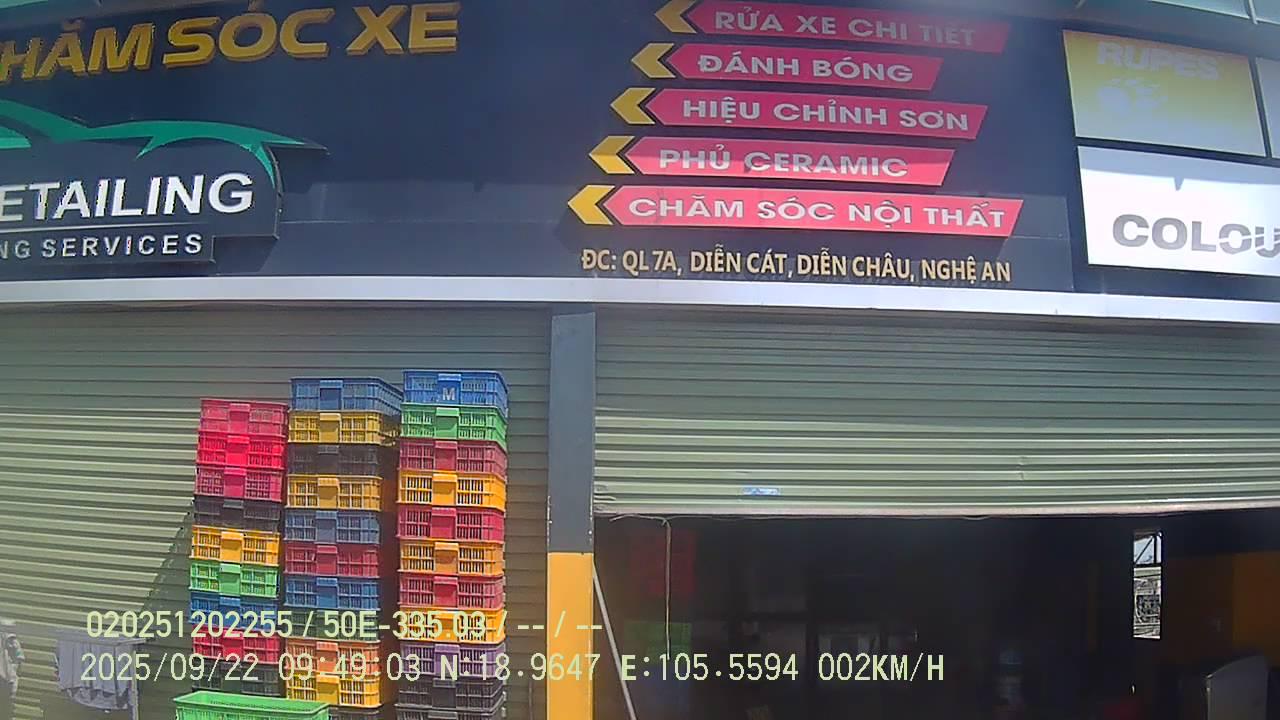 HĂM SÓC XE
ETAILING
NG SERVICES
RỬA XE CHI TIẾT
ĐÁNH BÓNG
HIỆU CHỈNH SƠN
PHỦ CERAMIC
CHĂM SÓC NỘI THẤT
ĐC: QL 7A, DIỄN CÁT, DIỄN CHÂU, NGHỆ AN
RUPES
COLOU
M
020251202255 / 50E-335.03 / -- / --
2025/09/22 09:49:03 N:18.9647 E:105.5594 002KM/H